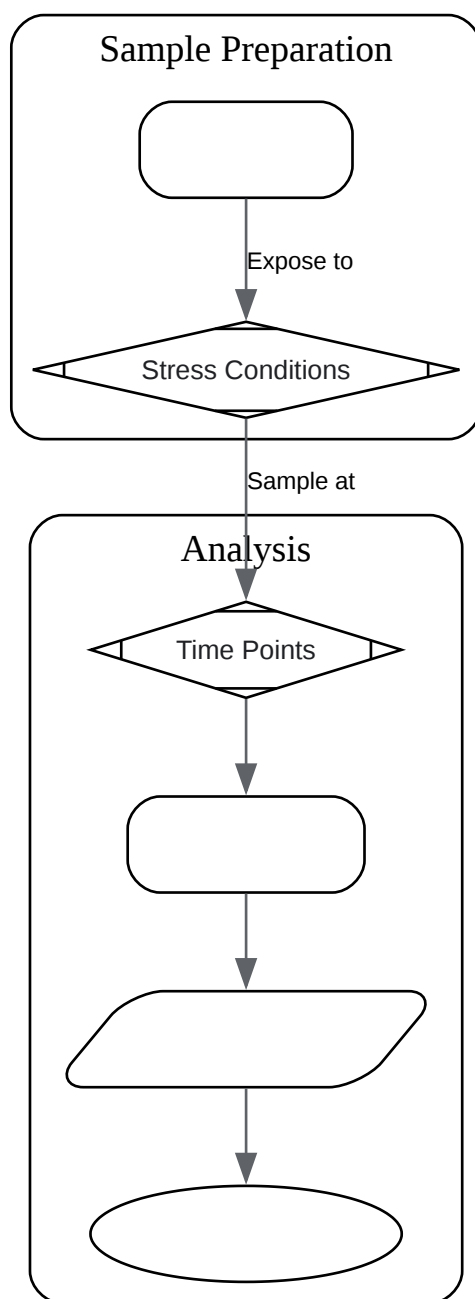 Sample Preparation
Expose to
Stress Conditions
Sample at
Analysis
Time Points